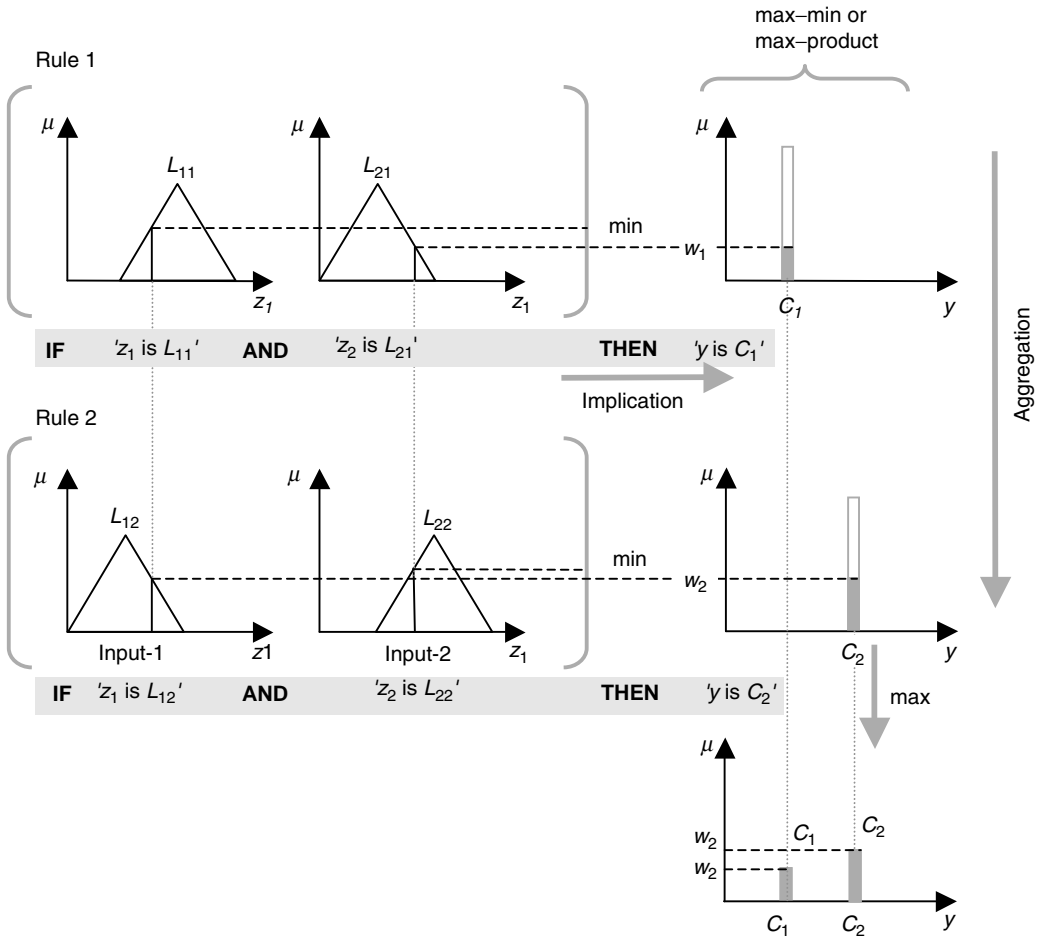 max–min or
max–product
Rule 1
μ μ μ
L11 L21
min
w1
z1 z1 C1 y
IF 'z1 is L11' AND 'z2 is L21' THEN 'y is C1'
Implication
Aggregation
Rule 2
μ μ μ
L12 L22
min
w2
Input-1 z1 Input-2 z1 C2 y
IF 'z1 is L12' AND 'z2 is L22' THEN 'y is C2'
max
μ
C1 C2
w2
w2
C1 C2 y